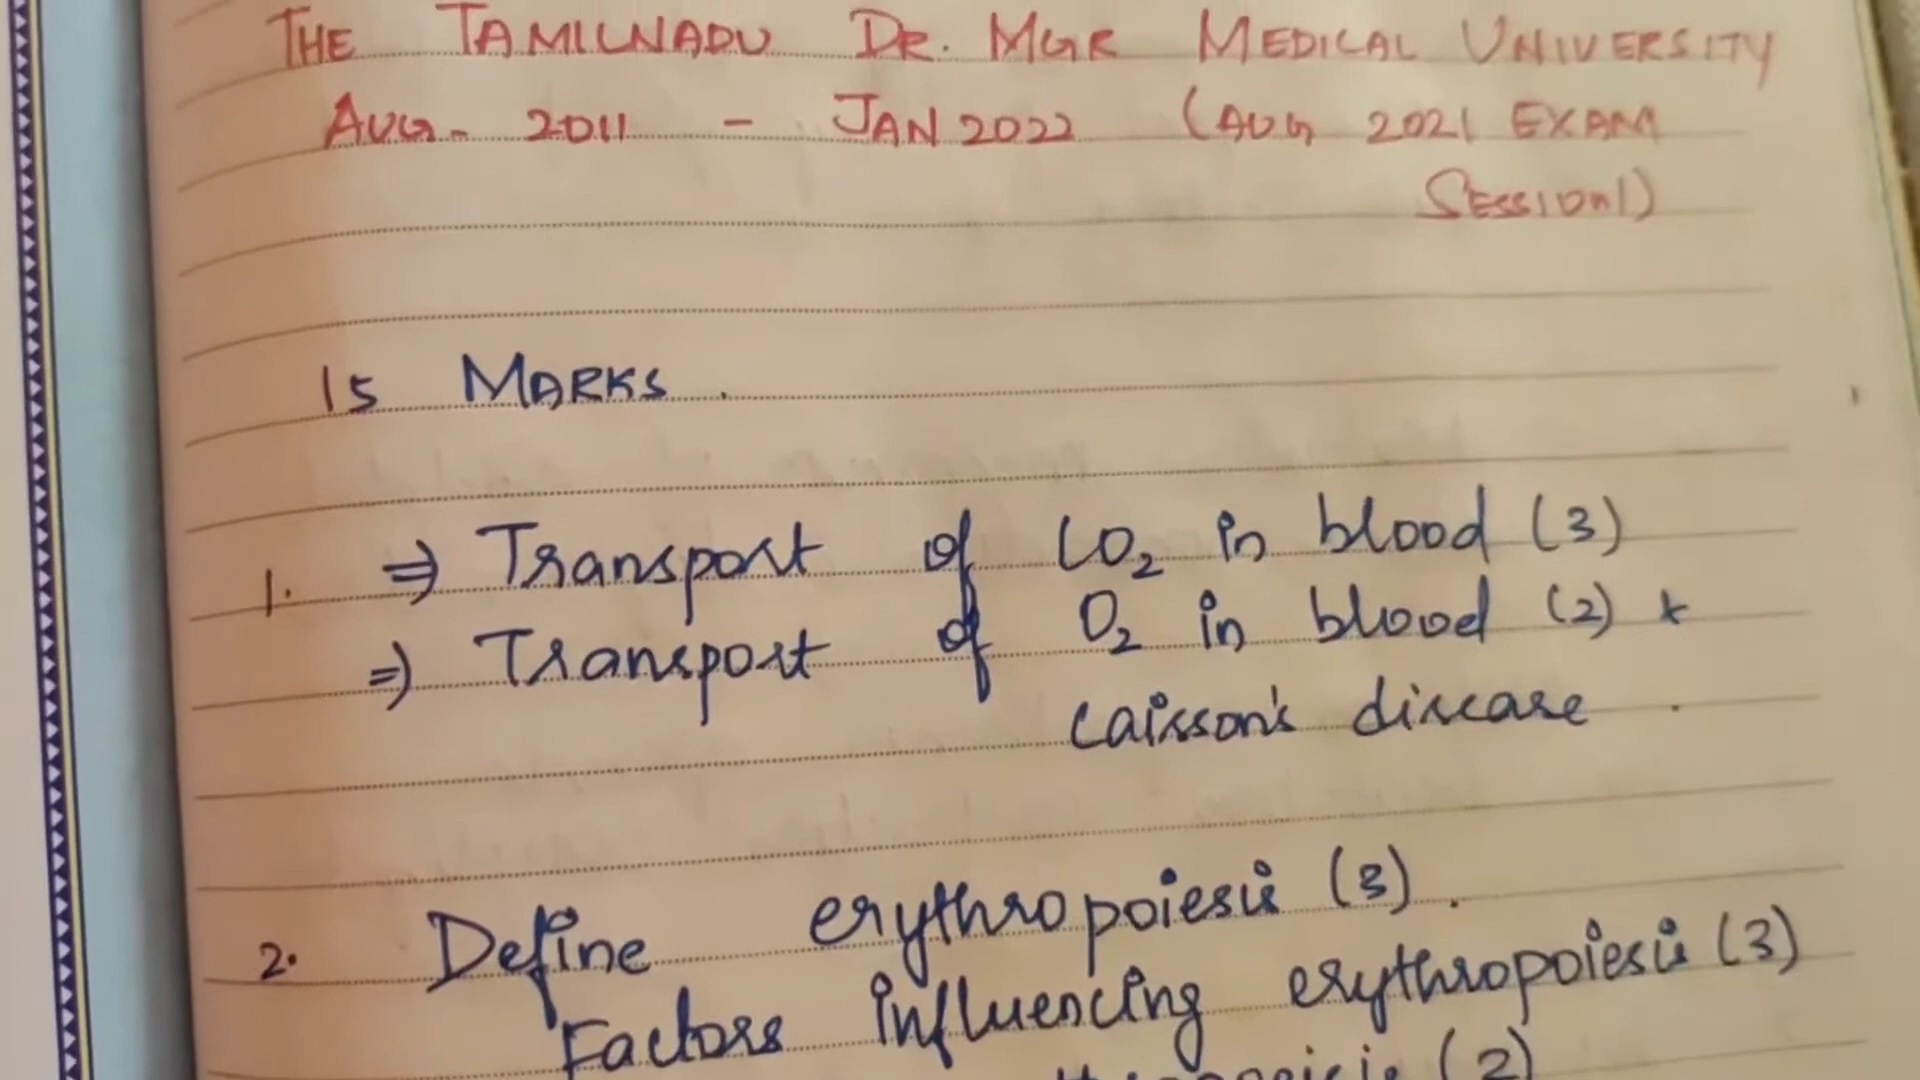 THE TAMILNADU DR. MGR MEDICAL UNIVERSITY
AUG- 2011 - JAN 2022 (AUG 2021 EXAM
SESSION)
15 MARKS.
1. ⇒ Transport of CO₂ in blood (3)
⇒ Transport of O₂ in blood (2) *
Caisson's disease.
2. Define erythropoiesis (3).
Factors influencing erythropoiesis (3)
(2)